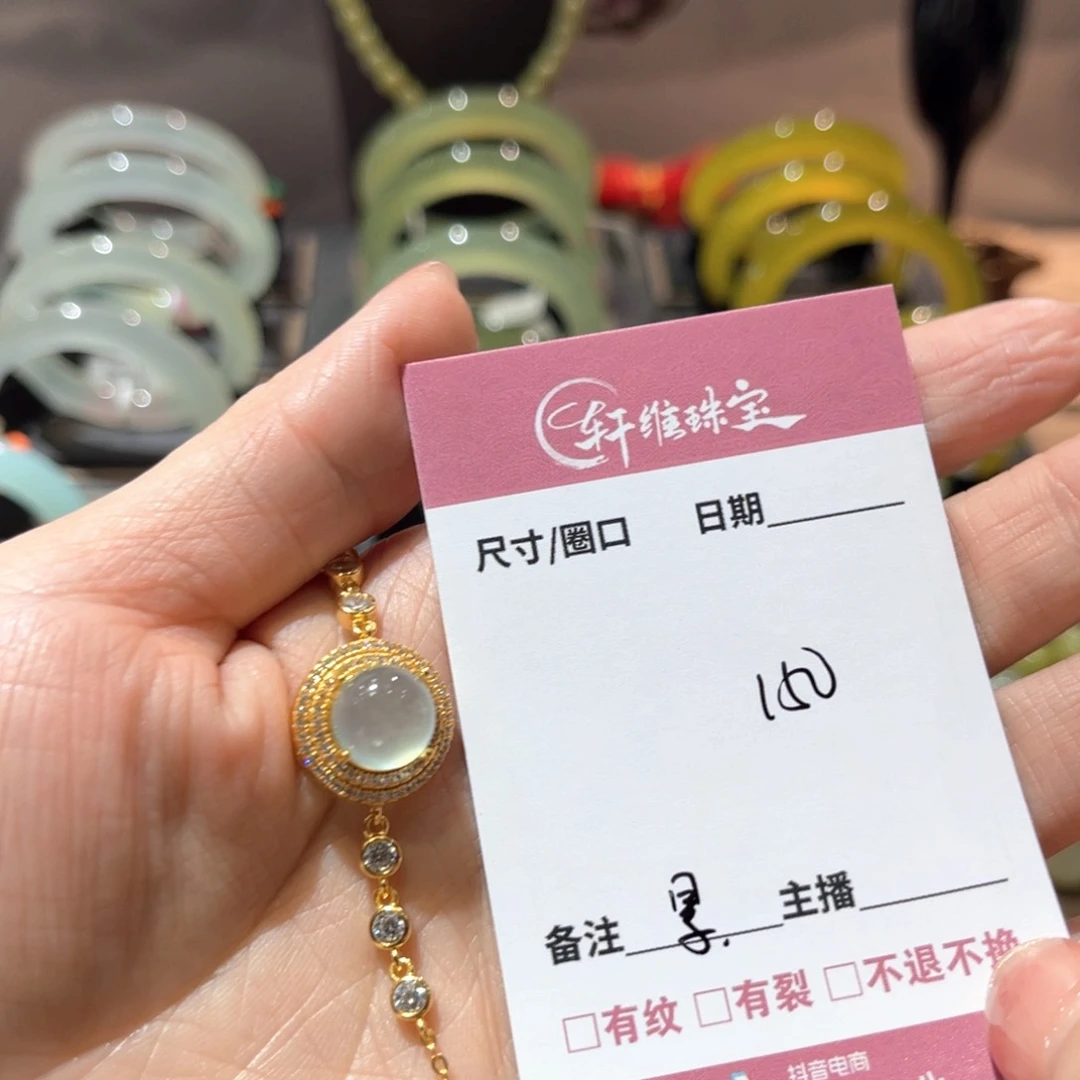 轩维珠宝
尺寸/圈口 日期
备注 主播
□有纹 □有裂 □不退不换
抖音电商